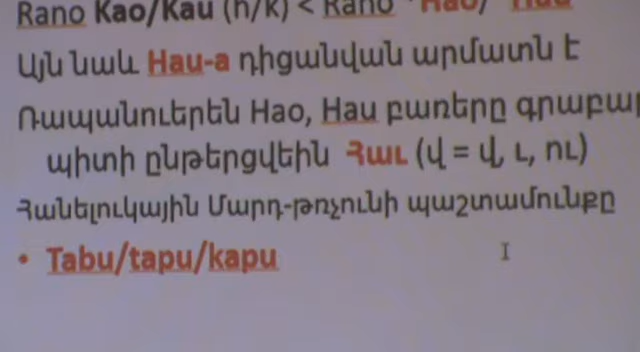 Rano Kao/Kau (h/k) < Rano
Այն նաև Hau-a դիցանվան արմատն է
Ռապանուերեն Hao, Hau բառերը
պիտի ընթերցվեին Հաւ (վ = վ, ւ, ու)
Հանելուկային Մարդ-թռչունի պաշտամունքը
• Tabu/tapu/kapu